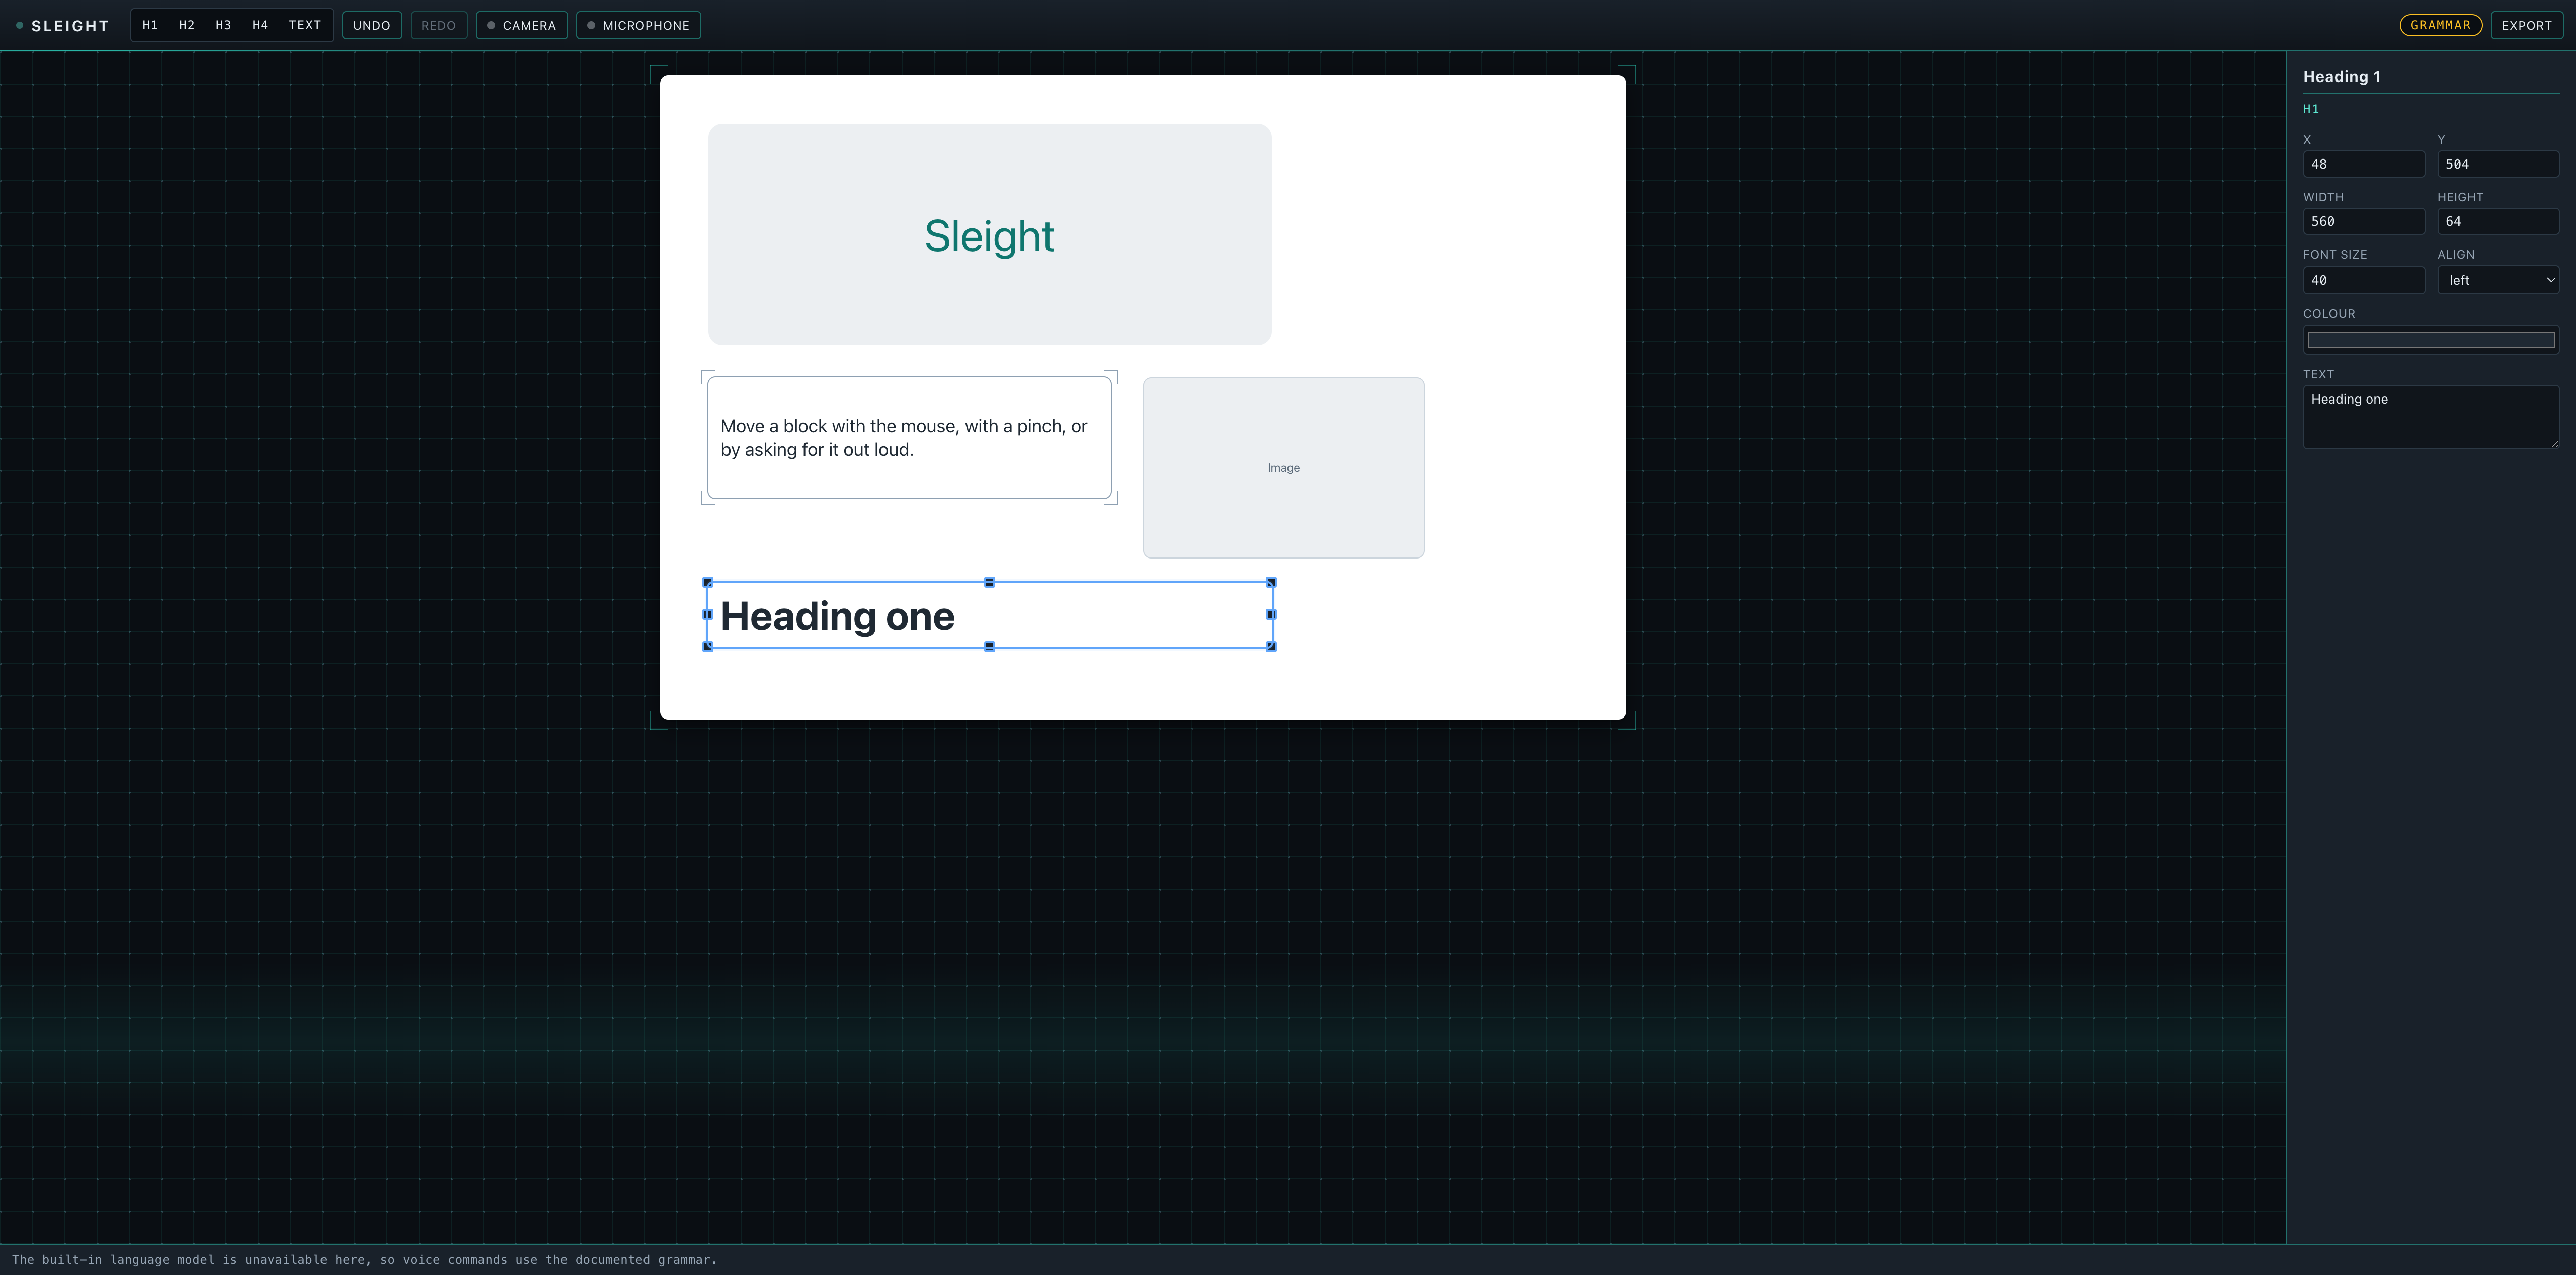 SLEIGHT
H1 H2 H3 H4 TEXT
UNDO
REDO
CAMERA
MICROPHONE
GRAMMAR
EXPORT
Sleight
Move a block with the mouse, with a pinch, or
by asking for it out loud.
Image
Heading one
Heading 1
H1
X Y
48 504
WIDTH HEIGHT
560 64
FONT SIZE ALIGN
40 left
COLOUR
TEXT
Heading one
The built-in language model is unavailable here, so voice commands use the documented grammar.